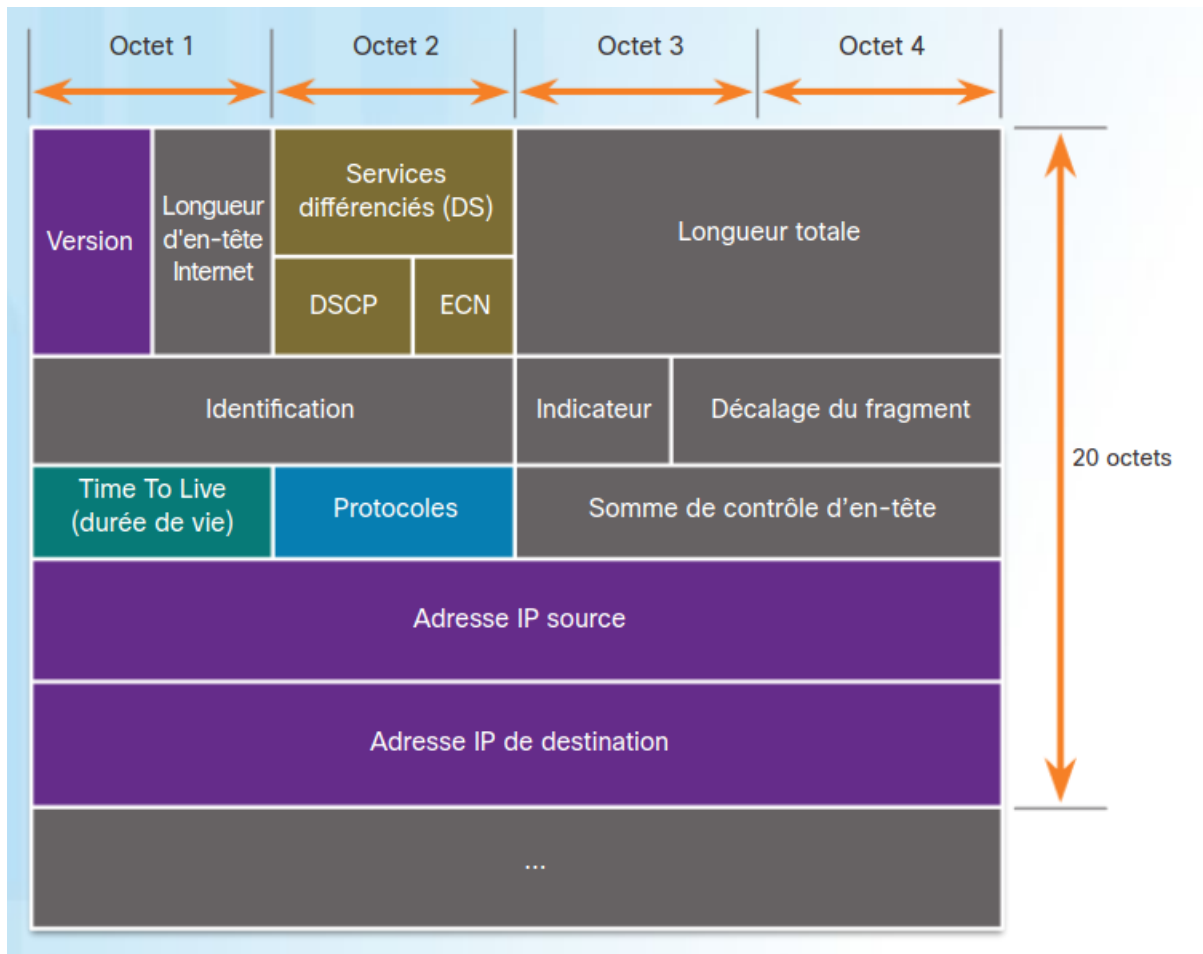 Octet 1
Octet 2
Octet 3
Octet 4
Version
Longueur
d'en-tête
Internet
Services
différenciés (DS)
DSCP
ECN
Longueur totale
Identification
Indicateur
Décalage du fragment
20 octets
Time To Live
(durée de vie)
Protocoles
Somme de contrôle d’en-tête
Adresse IP source
Adresse IP de destination
...